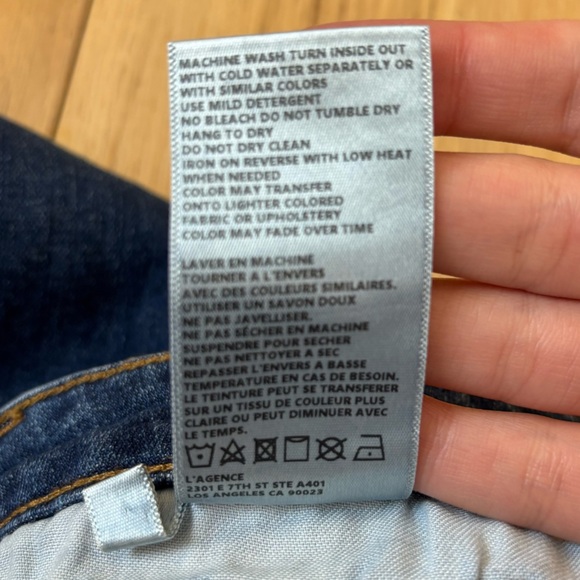 MACHINE WASH TURN INSIDE OUT
WITH COLD WATER SEPARATELY OR
WITH SIMILAR COLORS
USE MILD DETERGENT
NO BLEACH DO NOT TUMBLE DRY
HANG TO DRY
DO NOT DRY CLEAN
IRON ON REVERSE WITH LOW HEAT
WHEN NEEDED
COLOR MAY TRANSFER
ONTO LIGHTER COLORED
FABRIC OR UPHOLSTERY
COLOR MAY FADE OVER TIME
LAVER EN MACHINE
TOURNER A L'ENVERS
AVEC DES COULEURS SIMILAIRES.
UTILISER UN SAVON DOUX
NE PAS JAVELLISER.
NE PAS SÉCHER EN MACHINE
SUSPENDRE POUR SECHER
NE PAS NETTOYER A SEC
REPASSER L'ENVERS A BASSE
TEMPERATURE EN CAS DE BESOIN.
LE TEINTURE PEUT SE TRANSFERER
SUR UN TISSU DE COULEUR PLUS
CLAIRE OU PEUT DIMINUER AVEC
LE TEMPS.
L'AGENCE
2301 E 7TH ST STE A401
LOS ANGELES CA 90023